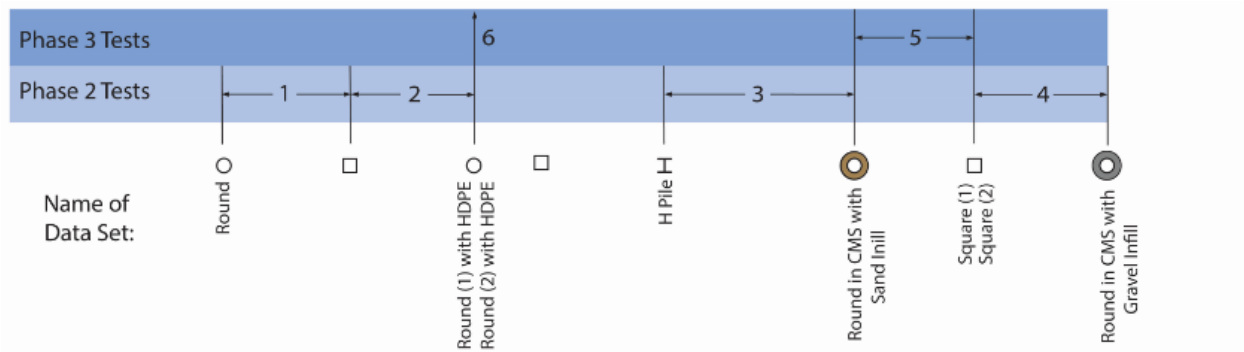 Phase 3 Tests
6
5
Phase 2 Tests
1
2
3
4
Name of
Data Set:
Round
Round (1) with HDPE
Round (2) with HDPE
H Pile H
Round in CMS with
Sand Inill
Square (1)
Square (2)
Round in CMS with
Gravel Infill